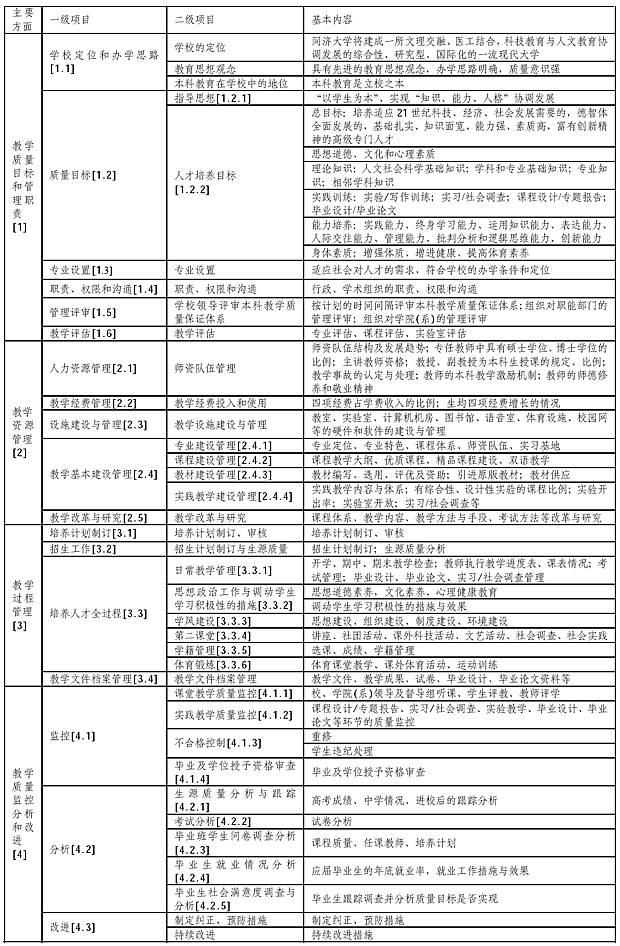 主要
方面
一级项目
二级项目
基本内容
教学
质量
目标
和管
理职
责
[1]
学校定位和办学思路
[1.1]
学校的定位
同济大学将建成一所文理交融、医工结合，科技教育与人文教育协
调发展的综合性、研究型、国际化的一流现代大学
教育思想观念
具有先进的教育思想观念，办学思路明确，质量意识强
本科教育在学校中的地位
本科教育是立校之本
质量目标[1.2]
指导思想[1.2.1]
“以学生为本”、实现“知识、能力、人格”协调发展
人才培养目标
[1.2.2]
总目标：培养适应21世纪科技、经济、社会发展需要的，德智体
全面发展的，基础扎实、知识面宽、能力强、素质高，富有创新精
神的高级专门人才
思想道德、文化和心理素质
理论知识：人文社会科学基础知识；学科和专业基础知识；专业知
识；相邻学科知识
实践训练：实验/写作训练；实习/社会调查；课程设计/专题报告；
毕业设计/毕业论文
能力培养：实践能力、终身学习能力、运用知识能力、表达能力、
人际交往能力、管理能力、批判分析和逻辑思维能力、创新能力
身体素质：增强体质、增进健康、提高体育素养
专业设置[1.3]
专业设置
适应社会对人才的需求，符合学校的办学条件和定位
职责、权限和沟通[1.4]
职责、权限和沟通
行政、学术组织的职责、权限和沟通
管理评审[1.5]
学校领导评审本科教学质
量保证体系
按计划的时间间隔评审本科教学质量保证体系；组织对职能部门的
管理评审；组织对学院(系)的管理评审
教学评估[1.6]
教学评估
专业评估、课程评估、实验室评估
教学
资源
管理
[2]
人力资源管理[2.1]
师资队伍管理
师资队伍结构及发展趋势；专任教师中具有硕士学位、博士学位的
比例；主讲教师资格；教授、副教授为本科生授课的规定、比例；
教学事故的认定与处理；教师的本科教学激励机制；教师的师德修
养和敬业精神
教学经费管理[2.2]
教学经费投入和使用
四项经费占学费收入的比例；生均四项经费增长的情况
设施建设与管理[2.3]
教学设施建设与管理
教室、实验室、计算机机房、图书馆、语音室、体育设施、校园网
等的硬件和软件的建设与管理
教学基本建设管理[2.4]
专业建设管理[2.4.1]
专业定位、专业特色、课程体系、师资队伍、实习基地
课程建设管理[2.4.2]
课程教学大纲、优质课程、精品课程建设、双语教学
教材建设管理[2.4.3]
教材编写、选用、评优及资助；引进原版教材；教材供应
实践教学建设管理[2.4.4]
实践教学内容与体系；有综合性、设计性实验的课程比例；实验开
出率；实验室开放；实习/社会调查等
教学改革与研究[2.5]
教学改革与研究
课程体系、教学内容、教学方法与手段、考试方法等改革与研究
教学
过程
管理
[3]
培养计划制订[3.1]
培养计划制订、审核
培养计划制订、审核
招生工作[3.2]
招生计划制订与生源质量
招生计划制订；生源质量分析
培养人才全过程[3.3]
日常教学管理[3.3.1]
开学、期中、期末教学检查；教师执行教学进度表、课表情况；考
试管理；毕业设计、毕业论文、实习/社会调查管理
思想政治工作与调动学生
学习积极性的措施[3.3.2]
思想道德素养，文化素养、心理健康教育
调动学生学习积极性的措施与效果
学风建设[3.3.3]
思想建设、组织建设、制度建设、环境建设
第二课堂[3.3.4]
讲座、社团活动、课外科技活动、文艺活动、社会调查、社会实践
学籍管理[3.3.5]
选课、成绩、学籍管理
体育锻练[3.3.6]
体育课堂教学、课外体育活动、运动训练
教学文件档案管理[3.4]
教学文件档案管理
教学文件、教学成果、试卷、毕业设计、毕业论文资料等
教学
质量
监控
分析
和改
进
[4]
监控[4.1]
课堂教学质量监控[4.1.1]
校、学院(系)领导及督导组听课、学生评教、教师评学
实践教学质量监控[4.1.2]
课程设计/专题报告、实习/社会调查、实验教学、毕业设计、毕业
论文等环节的质量监控
不合格控制[4.1.3]
重修
学生违纪处理
毕业及学位授予资格审查
[4.1.4]
毕业及学位授予资格审查
分析[4.2]
生源质量分析与跟踪
[4.2.1]
高考成绩、中学情况、进校后的跟踪分析
考试分析[4.2.2]
试卷分析
毕业班学生问卷调查分析
[4.2.3]
课程质量、任课教师、培养计划
毕业生就业情况分析
[4.2.4]
应届毕业生的年底就业率，就业工作措施与效果
毕业生社会满意度调查与
分析[4.2.5]
毕业生跟踪调查并分析质量目标是否实现
改进[4.3]
制定纠正、预防措施
制定纠正、预防措施
持续改进
持续改进措施